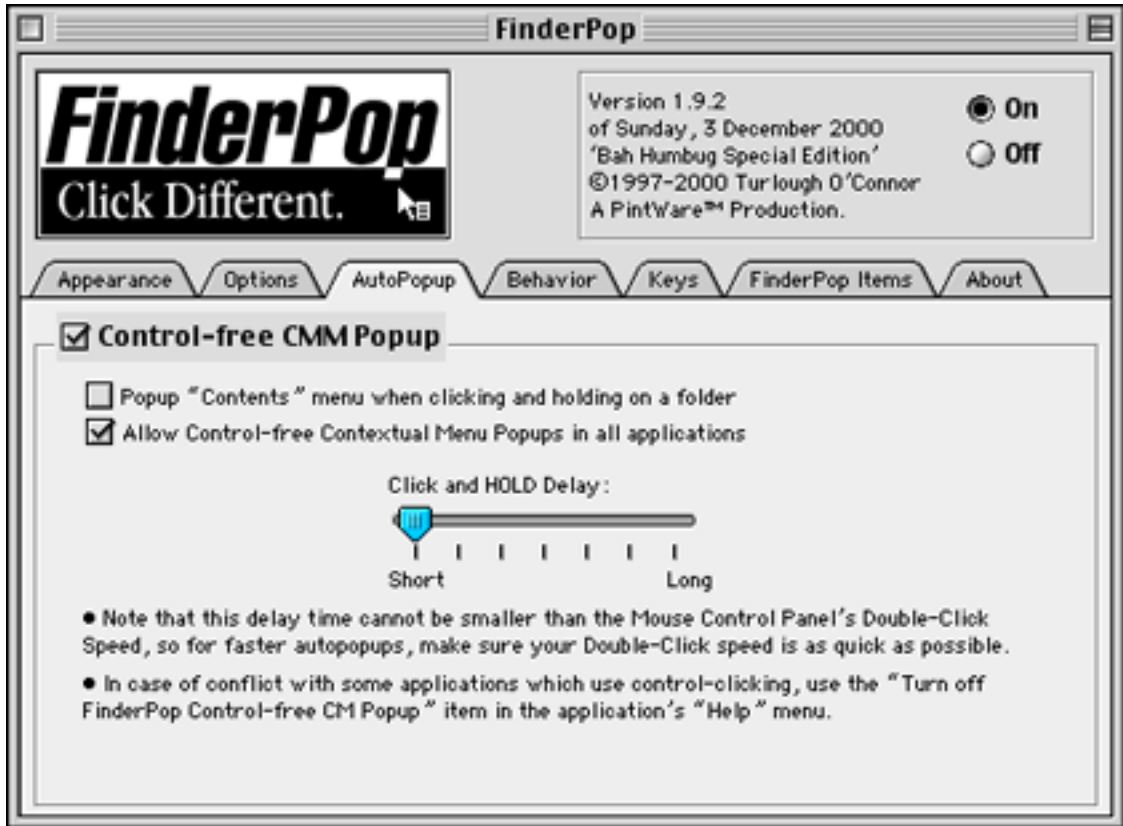 FinderPop
FinderPop
Click Different.
Version 1.9.2
of Sunday, 3 December 2000
'Bah Humbug Special Edition'
©1997-2000 Turlough O'Connor
A PintWare™ Production.
On
Off
Appearance Options AutoPopup Behavior Keys FinderPop Items About
Control-free CMM Popup
Popup "Contents" menu when clicking and holding on a folder
Allow Control-free Contextual Menu Popups in all applications
Click and HOLD Delay:
Short Long
• Note that this delay time cannot be smaller than the Mouse Control Panel's Double-Click
Speed, so for faster autopopups, make sure your Double-Click speed is as quick as possible.
• In case of conflict with some applications which use control-clicking, use the "Turn off
FinderPop Control-free CM Popup" item in the application's "Help" menu.